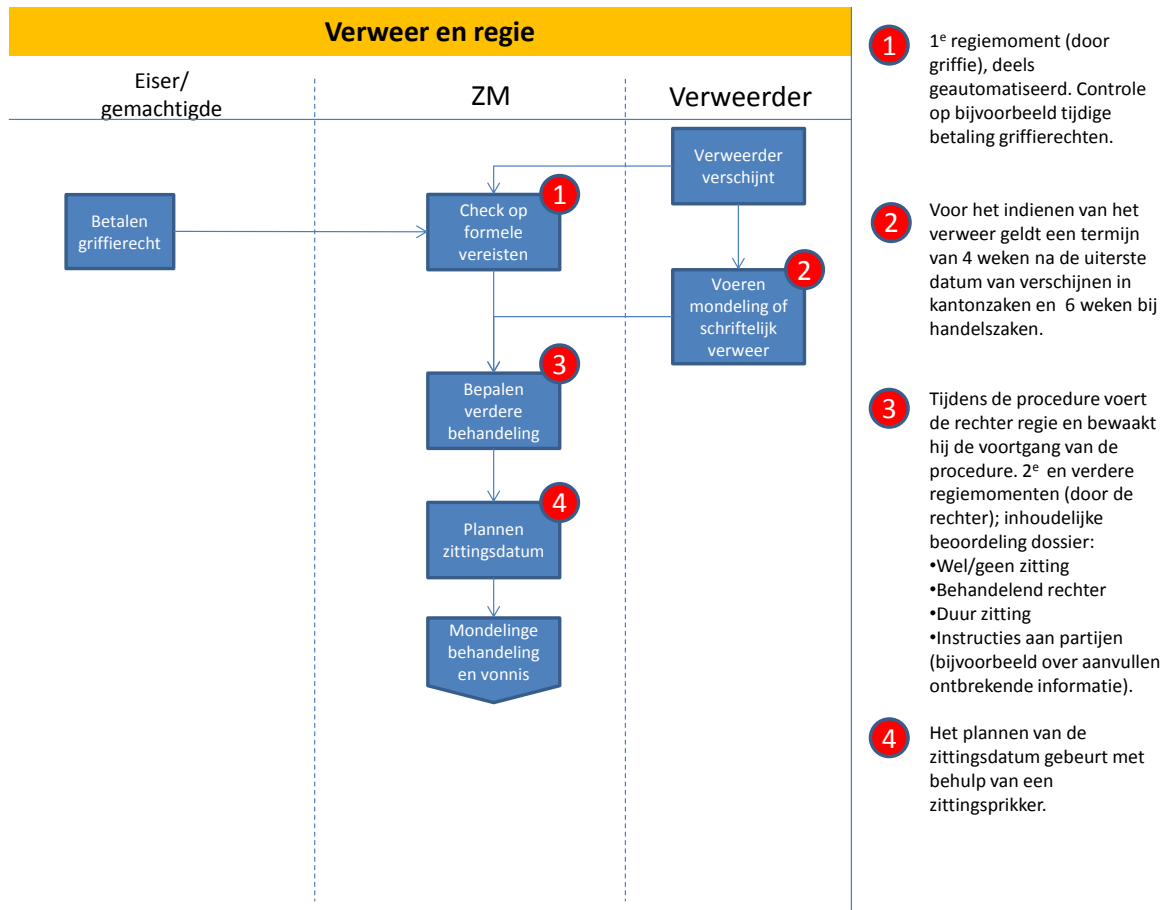 Verweer en regie
Eiser/
gemachtigde
ZM
Verweerder
Verweerder
verschijnt
1
Check op
formele
vereisten
Betalen
griffierecht
2
Voeren
mondeling of
schriftelijk
verweer
3
Bepalen
verdere
behandeling
4
Plannen
zittingsdatum
Mondelinge
behandeling
en vonnis
1
1e regiemoment (door
griffie), deels
geautomatiseerd. Controle
op bijvoorbeeld tijdige
betaling griffierechten.
2
Voor het indienen van het
verweer geldt een termijn
van 4 weken na de uiterste
datum van verschijnen in
kantonzaken en 6 weken bij
handelszaken.
3
Tijdens de procedure voert
de rechter regie en bewaakt
hij de voortgang van de
procedure. 2e en verdere
regiemomenten (door de
rechter); inhoudelijke
beoordeling dossier:
•Wel/geen zitting
•Behandelend rechter
•Duur zitting
•Instructies aan partijen
(bijvoorbeeld over aanvullen
ontbrekende informatie).
4
Het plannen van de
zittingsdatum gebeurt met
behulp van een
zittingsprikker.